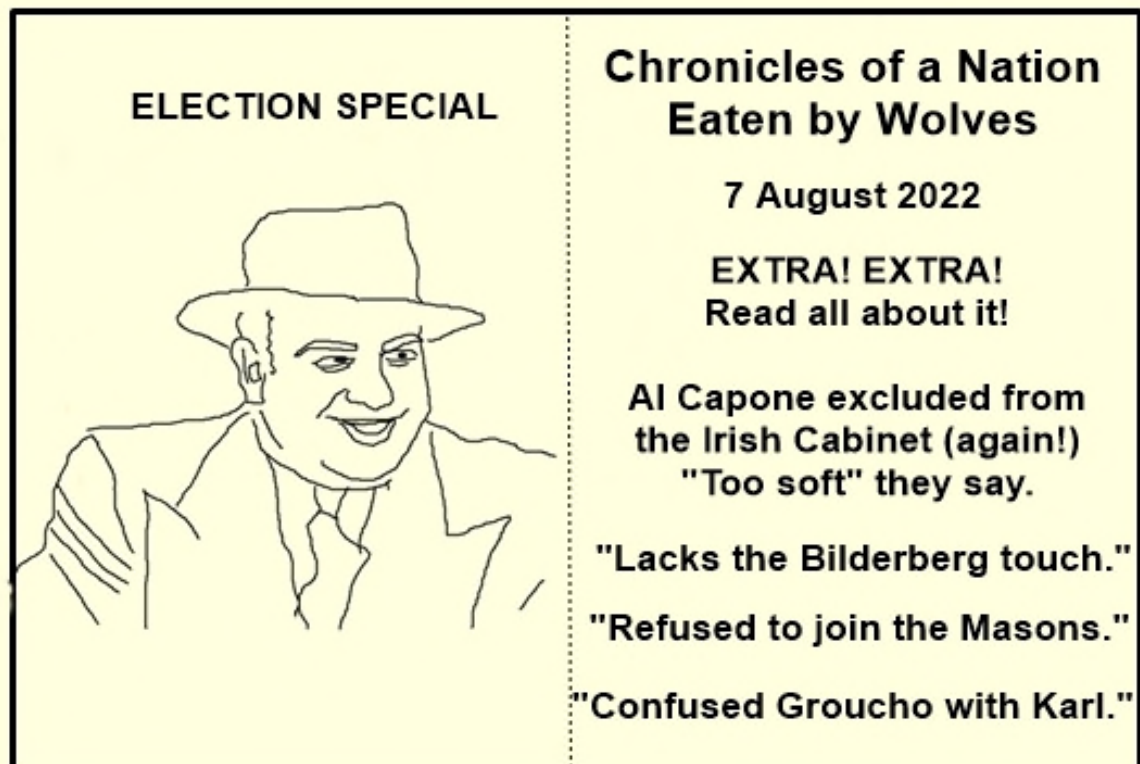 ELECTION SPECIAL
Chronicles of a Nation
Eaten by Wolves
7 August 2022
EXTRA! EXTRA!
Read all about it!
Al Capone excluded from
the Irish Cabinet (again!)
"Too soft" they say.
"Lacks the Bilderberg touch."
"Refused to join the Masons."
"Confused Groucho with Karl."